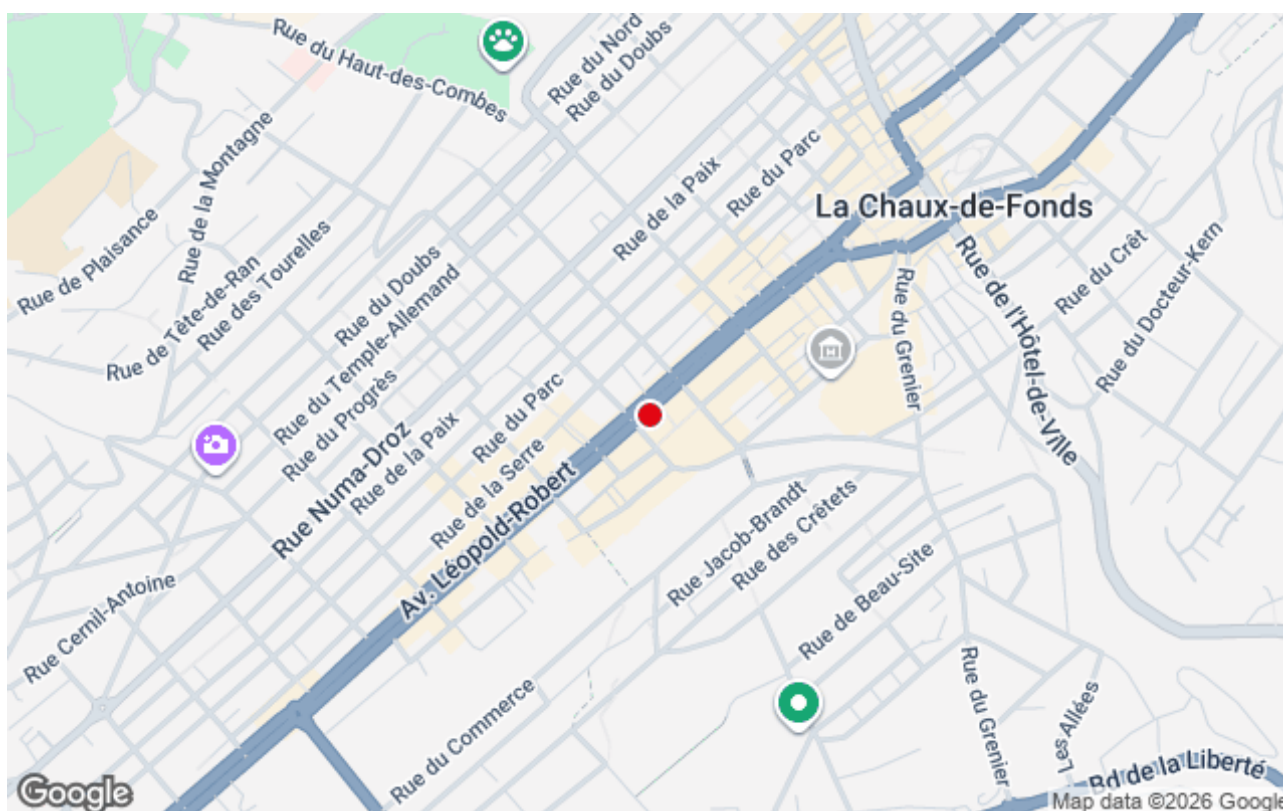 Rue du Haut-des-Combes
Rue du Nord
Rue du Doubs
Rue de la Montagne
Rue de Plaisance
Rue de Tête-de-Ran
Rue des Tourelles
Rue du Doubs
Rue du Temple-Allemand
Rue du Progrès
Rue Numa-Droz
Rue de la Paix
Rue de la Paix
Rue du Parc
Rue du Parc
La Chaux-de-Fonds
Rue du Crêt
Rue du Docteur-Kern
Rue de l'Hôtel-de-Ville
Rue du Grenier
Rue de la Serre
Av. Léopold-Robert
Rue Jacob-Brandt
Rue des Crêtets
Rue de Beau-Site
Rue Cernil-Antoine
Rue du Commerce
Rue du Grenier
Les Allées
Bd de la Liberté
Google
Map data ©2026 Google